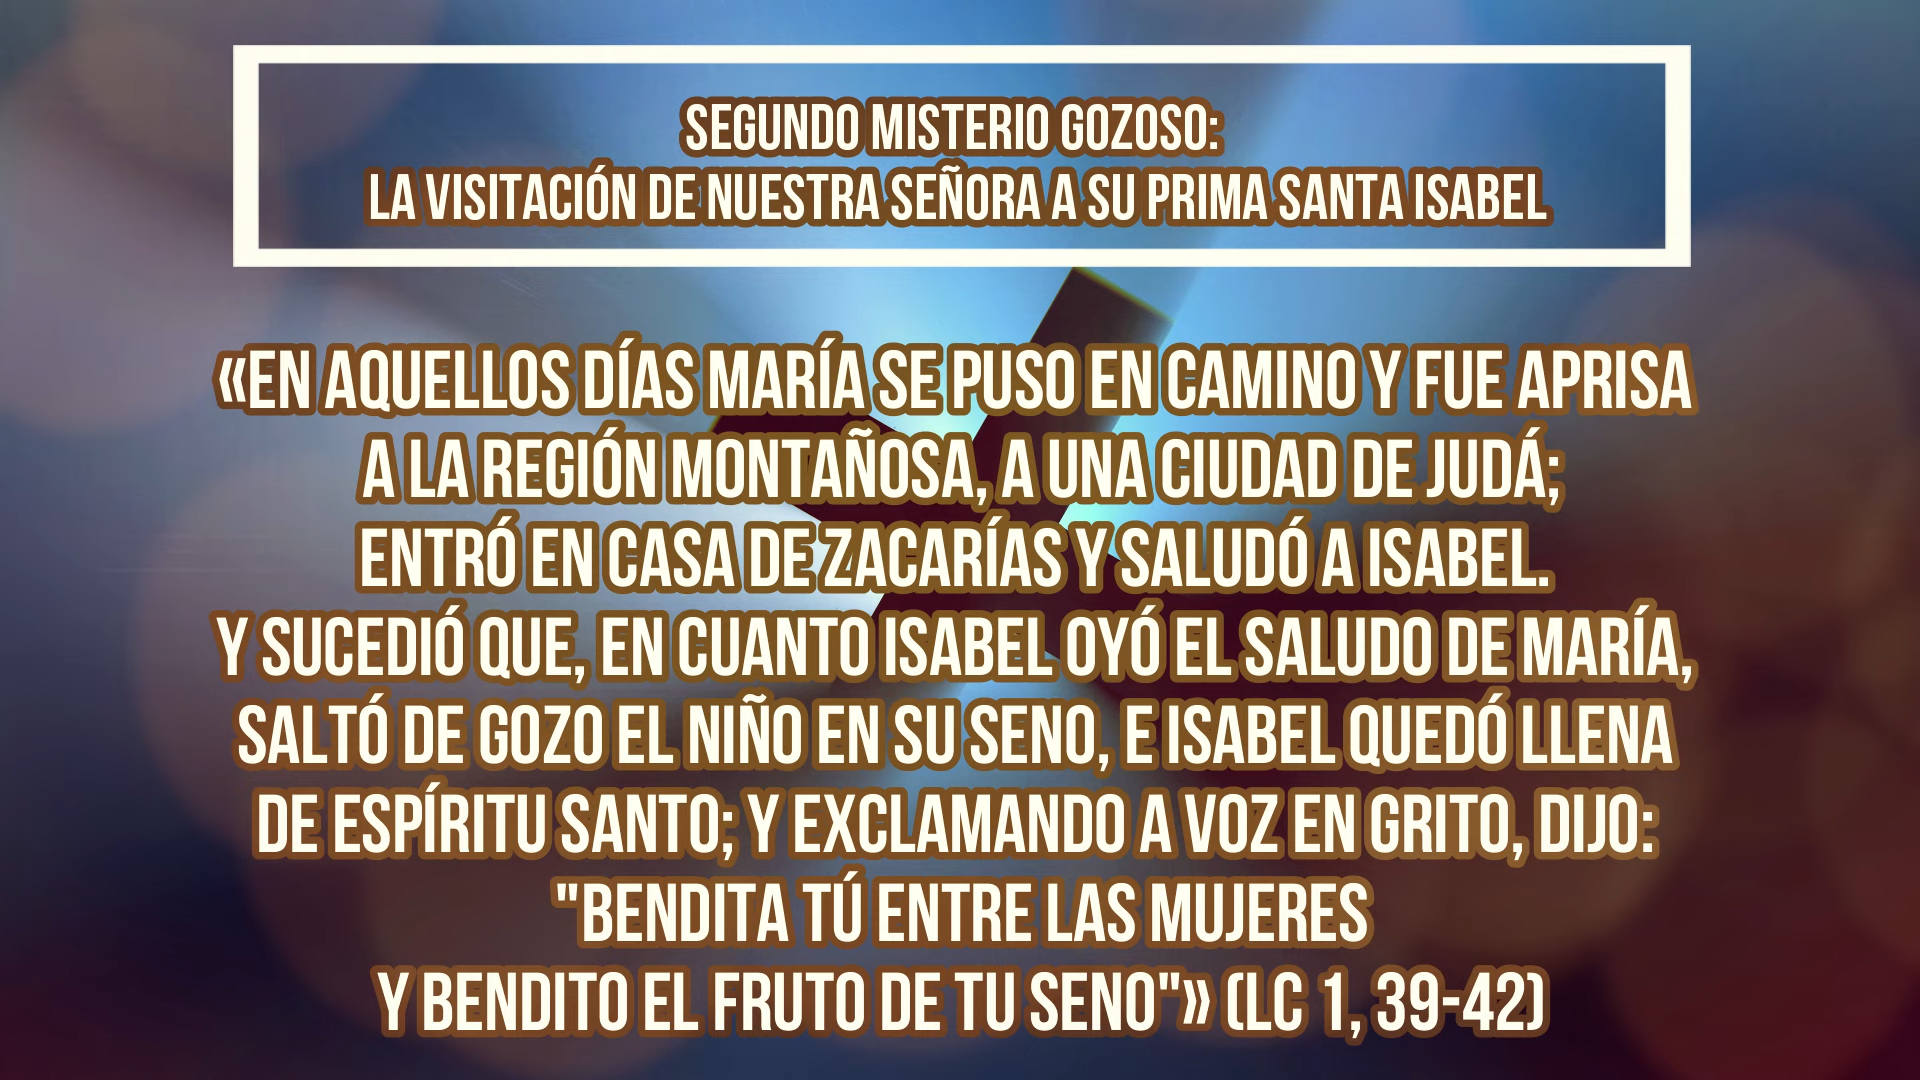 SEGUNDO MISTERIO GOZOSO:
LA VISITACIÓN DE NUESTRA SEÑORA A SU PRIMA SANTA ISABEL
«EN AQUELLOS DÍAS MARÍA SE PUSO EN CAMINO Y FUE APRISA
A LA REGIÓN MONTAÑOSA, A UNA CIUDAD DE JUDÁ;
ENTRÓ EN CASA DE ZACARÍAS Y SALUDÓ A ISABEL.
Y SUCEDIÓ QUE, EN CUANTO ISABEL OYÓ EL SALUDO DE MARÍA,
SALTÓ DE GOZO EL NIÑO EN SU SENO, E ISABEL QUEDÓ LLENA
DE ESPÍRITU SANTO; Y EXCLAMANDO A VOZ EN GRITO, DIJO:
"BENDITA TÚ ENTRE LAS MUJERES
Y BENDITO EL FRUTO DE TU SENO"» (LC 1, 39-42)